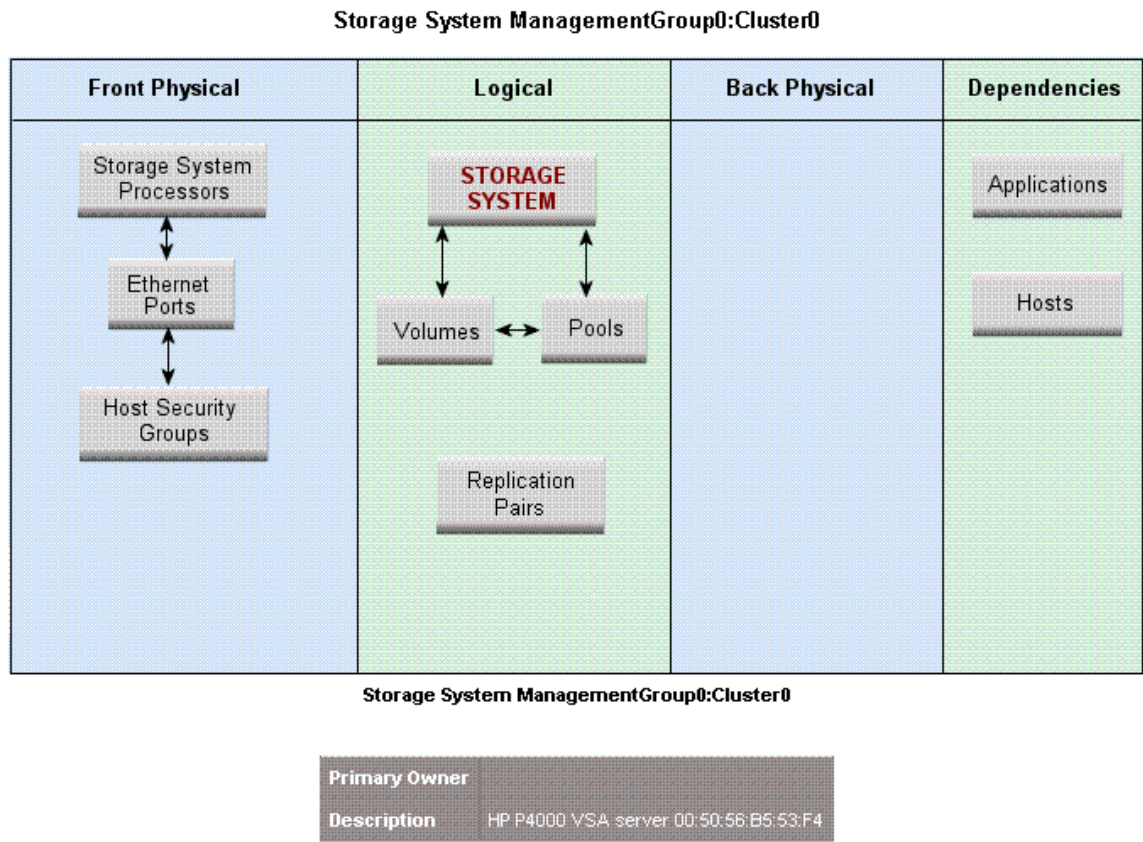 Storage System ManagementGroup0:Cluster0
Front Physical
Logical
Back Physical
Dependencies
Storage System
Processors
Ethernet
Ports
Host Security
Groups
STORAGE
SYSTEM
Volumes
Pools
Replication
Pairs
Applications
Hosts
Storage System ManagementGroup0:Cluster0
Primary Owner
Description HP P4000 VSA server 00:50:56:B5:53:F4